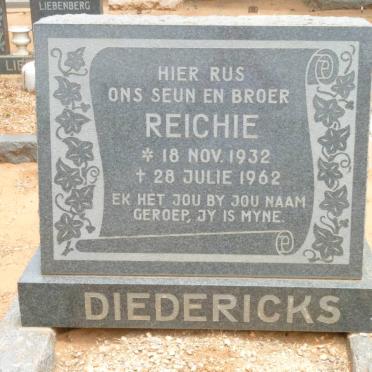 LIEBENBERG
HIER RUS
ONS SEUN EN BROER
REICHIE
* 18 NOV. 1932
† 28 JULIE 1962
EK HET JOU BY JOU NAAM
GEROEP, JY IS MYNE.
DIEDERICKS